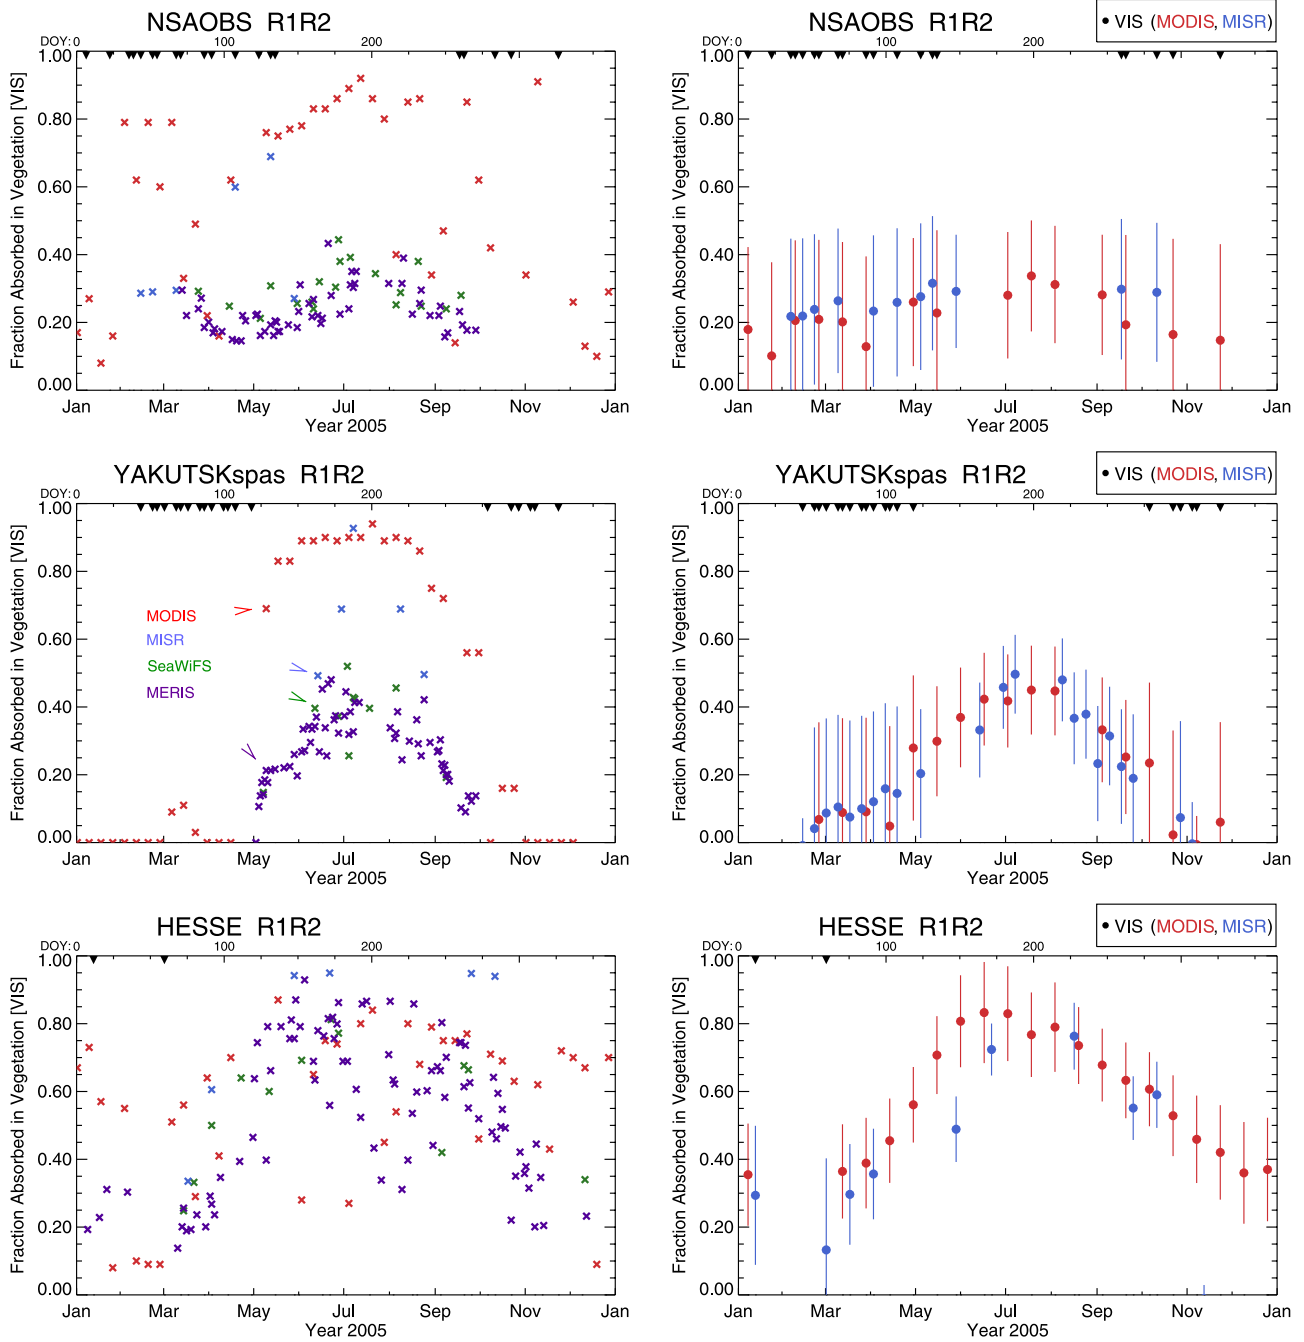 NSAOBS R1R2
DOY: 0 100 200
Fraction Absorbed in Vegetation [VIS]
1.00
0.80
0.60
0.40
0.20
0.00
Jan Mar May Jul Sep Nov Jan
Year 2005
NSAOBS R1R2
• VIS (MODIS, MISR)
DOY: 0 100 200
Fraction Absorbed in Vegetation [VIS]
1.00
0.80
0.60
0.40
0.20
0.00
Jan Mar May Jul Sep Nov Jan
Year 2005
YAKUTSKspas R1R2
DOY: 0 100 200
Fraction Absorbed in Vegetation [VIS]
1.00
0.80
0.60
0.40
0.20
0.00
MODIS
MISR
SeaWiFS
MERIS
Jan Mar May Jul Sep Nov Jan
Year 2005
YAKUTSKspas R1R2
• VIS (MODIS, MISR)
DOY: 0 100 200
Fraction Absorbed in Vegetation [VIS]
1.00
0.80
0.60
0.40
0.20
0.00
Jan Mar May Jul Sep Nov Jan
Year 2005
HESSE R1R2
DOY: 0 100 200
Fraction Absorbed in Vegetation [VIS]
1.00
0.80
0.60
0.40
0.20
0.00
Jan Mar May Jul Sep Nov Jan
Year 2005
HESSE R1R2
• VIS (MODIS, MISR)
DOY: 0 100 200
Fraction Absorbed in Vegetation [VIS]
1.00
0.80
0.60
0.40
0.20
0.00
Jan Mar May Jul Sep Nov Jan
Year 2005